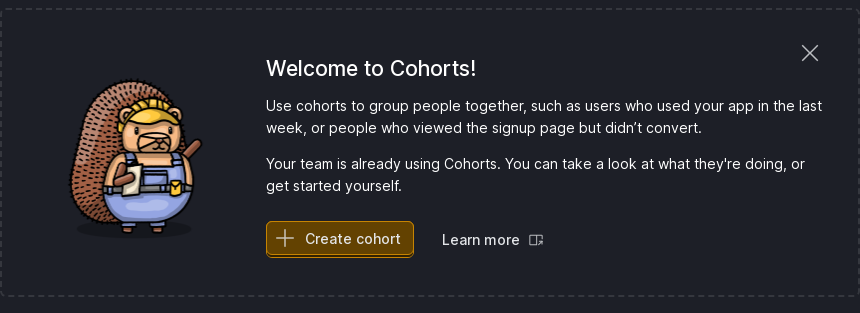 Welcome to Cohorts!
Use cohorts to group people together, such as users who used your app in the last
week, or people who viewed the signup page but didn’t convert.
Your team is already using Cohorts. You can take a look at what they're doing, or
get started yourself.
Create cohort
Learn more